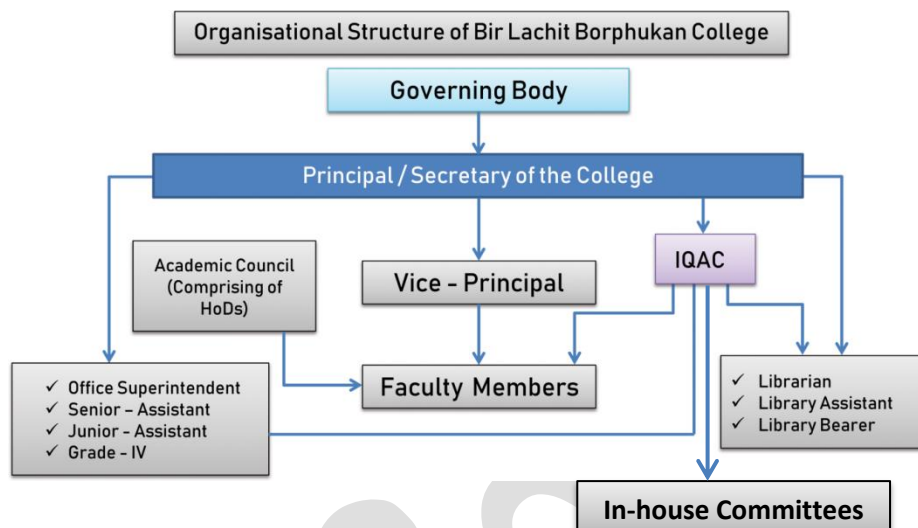 Organisational Structure of Bir Lachit Borphukan College
Governing Body
Principal / Secretary of the College
Academic Council
(Comprising of
HoDs)
Vice - Principal
IQAC
✓ Office Superintendent
✓ Senior – Assistant
✓ Junior – Assistant
✓ Grade - IV
Faculty Members
✓ Librarian
✓ Library Assistant
✓ Library Bearer
In-house Committees